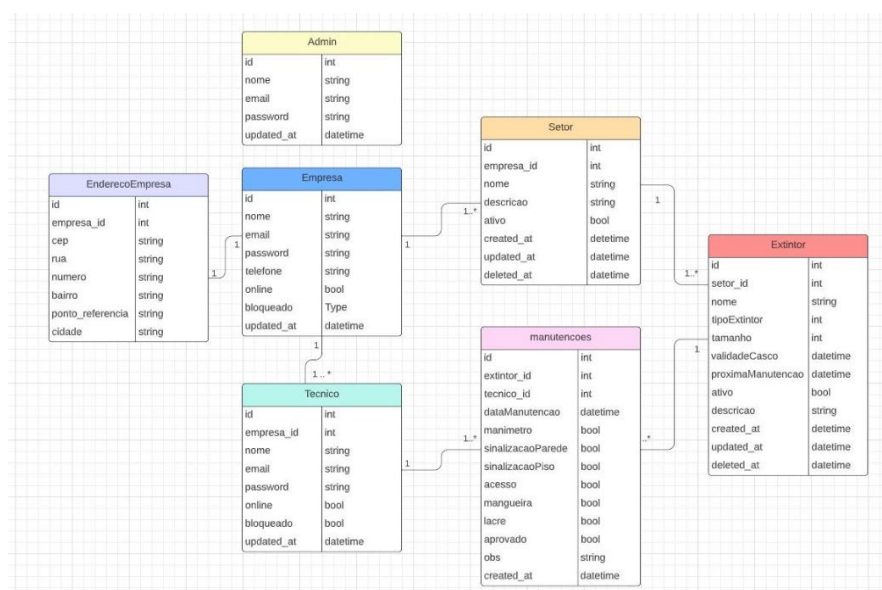 Admin
id int
nome string
email string
password string
updated_at datetime
EnderecoEmpresa
id int
empresa_id int
cep string
rua string
numero string
bairro string
ponto_referencia string
cidade string
1
1
Empresa
id int
nome string
email string
password string
telefone string
online bool
bloqueado Type
updated_at datetime
1
1
1 .. *
Tecnico
id int
empresa_id int
nome string
email string
password string
online bool
bloqueado bool
updated_at datetime
1
1..*
Setor
id int
empresa_id int
nome string
descricao string
ativo bool
created_at detetime
updated_at datetime
deleted_at datetime
1
1..*
1..*
manutencoes
id int
extintor_id int
tecnico_id int
dataManutencao datetime
manimetro bool
sinalizacaoParede bool
sinalizacaoPiso bool
acesso bool
mangueira bool
lacre bool
aprovado bool
obs string
created_at datetime
..*
1
Extintor
id int
setor_id int
nome string
tipoExtintor int
tamanho int
validadeCasco datetime
proximaManutencao datetime
ativo bool
descricao string
created_at detetime
updated_at datetime
deleted_at datetime